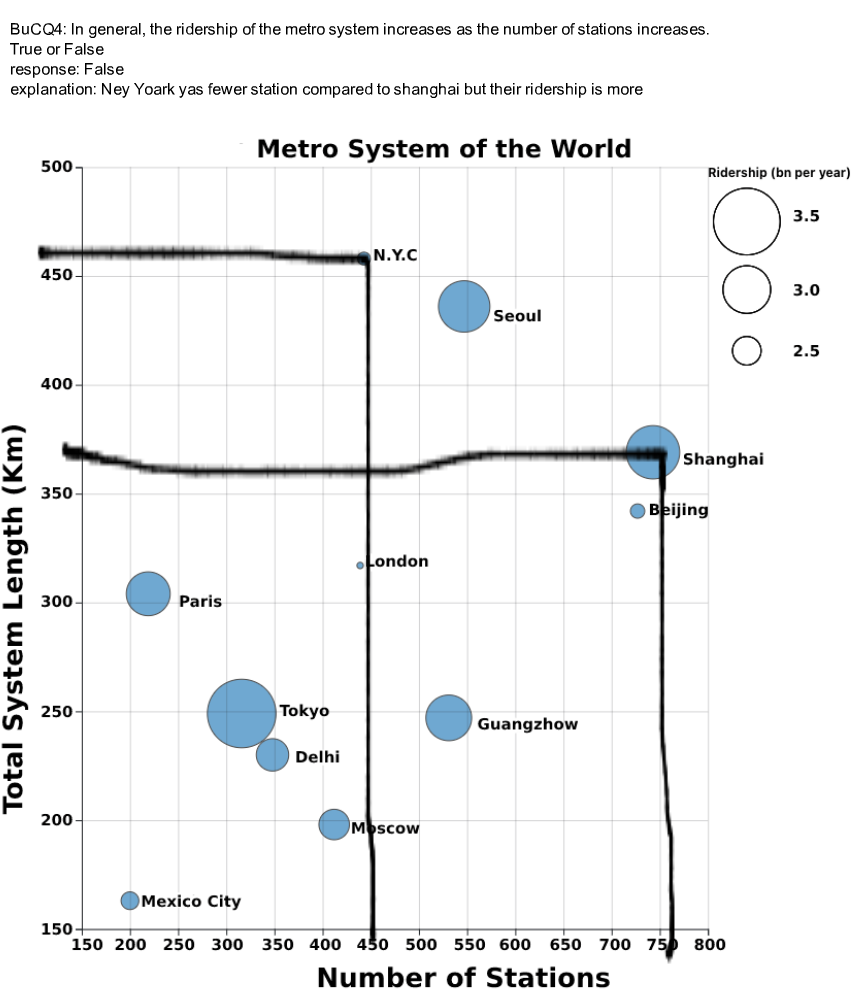 BuCQ4: In general, the ridership of the metro system increases as the number of stations increases.
True or False
response: False
explanation: Ney Yoark yas fewer station compared to shanghai but their ridership is more
Metro System of the World
Ridership (bn per year)
3.5
3.0
2.5
500
450
400
350
300
250
200
150
Total System Length (Km)
N.Y.C
Seoul
Shanghai
Beijing
London
Paris
Tokyo
Guangzhow
Delhi
Moscow
Mexico City
150 200 250 300 350 400 450 500 550 600 650 700 750 800
Number of Stations